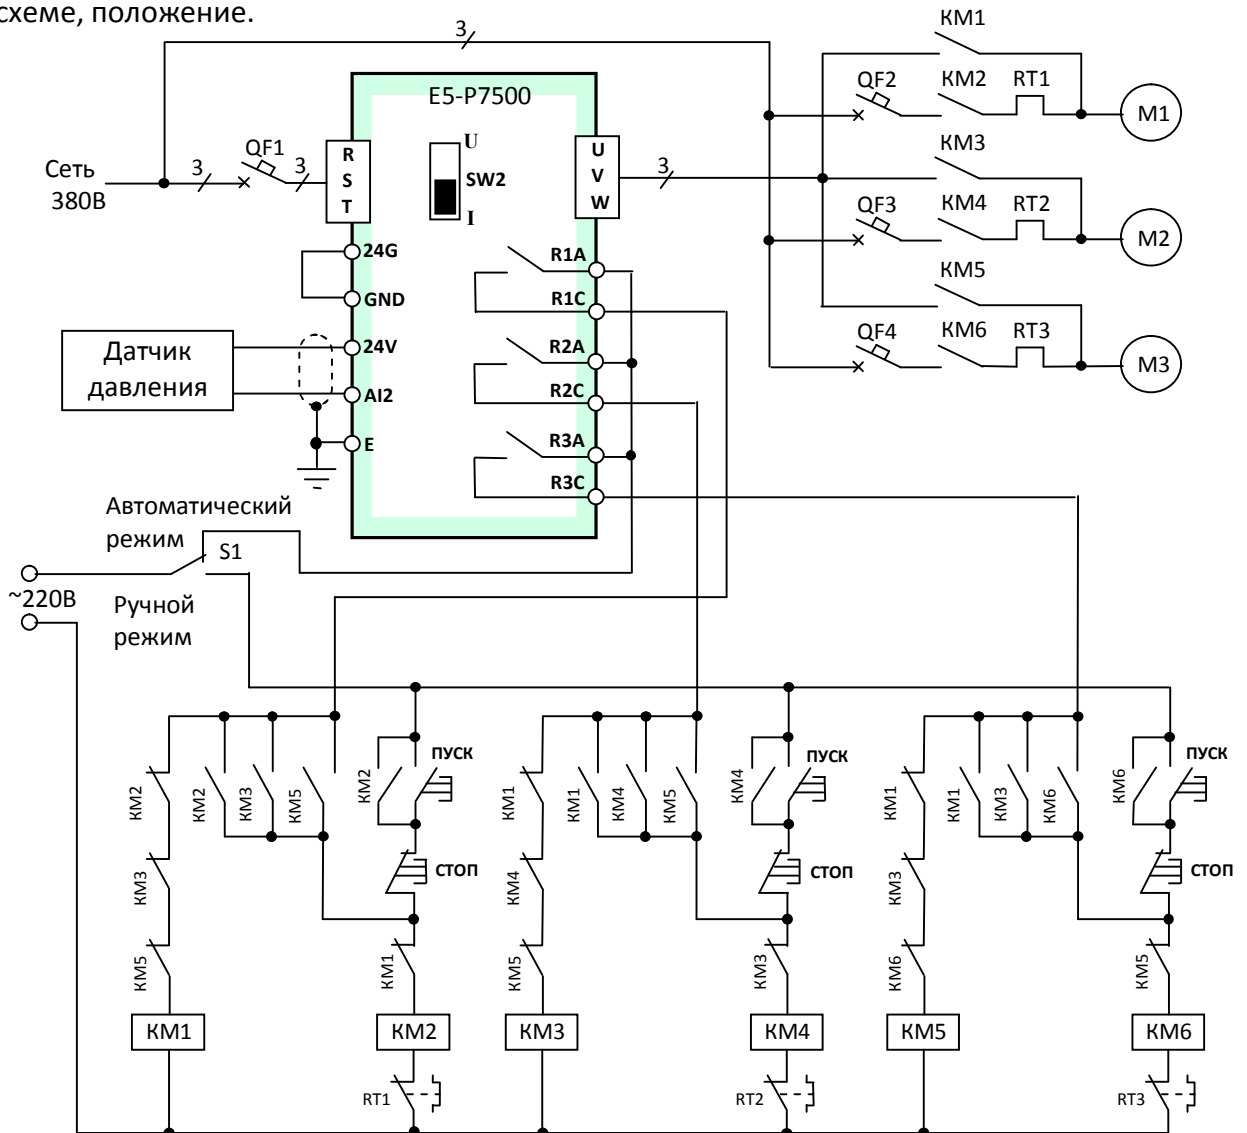 схеме, положение.
3
КМ1
E5-P7500
QF2
КМ2
RT1
М1
U
SW2
I
Сеть
380В
3
QF1
3
R
S
T
U
V
W
3
КМ3
QF3
КМ4
RT2
М2
24G
GND
R1A
R1C
КМ5
Датчик
давления
24V
AI2
R2A
R2C
QF4
КМ6
RT3
М3
E
R3A
R3C
Автоматический
режим
S1
~220В
Ручной
режим
КМ2
КМ2
КМ3
КМ5
КМ2
ПУСК
КМ1
КМ1
КМ4
КМ5
КМ4
ПУСК
КМ1
КМ1
КМ3
КМ6
КМ6
ПУСК
КМ3
СТОП
КМ4
СТОП
КМ3
СТОП
КМ5
КМ1
КМ5
КМ3
КМ6
КМ5
КМ1
КМ2
КМ3
КМ4
КМ5
КМ6
RT1
RT2
RT3